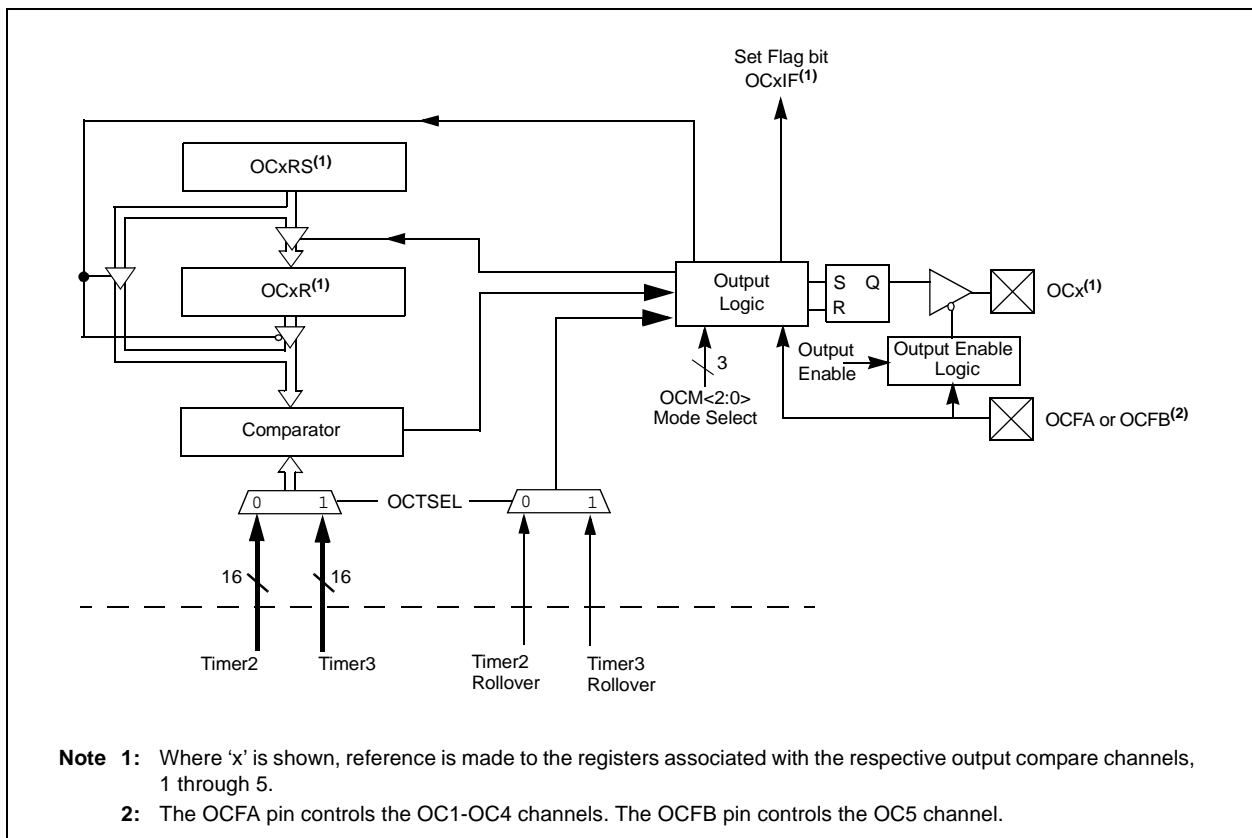 Set Flag bit
OCxIF(1)
OCxRS(1)
OCxR(1)
Output
Logic
S Q
R
OCx(1)
Output
Enable
Output Enable
Logic
3
OCM<2:0>
Mode Select
OCFA or OCFB(2)
Comparator
0 1
OCTSEL
0 1
16
16
Timer2
Timer3
Timer2
Rollover
Timer3
Rollover
Note 1: Where ‘x’ is shown, reference is made to the registers associated with the respective output compare channels,
1 through 5.
2: The OCFA pin controls the OC1-OC4 channels. The OCFB pin controls the OC5 channel.